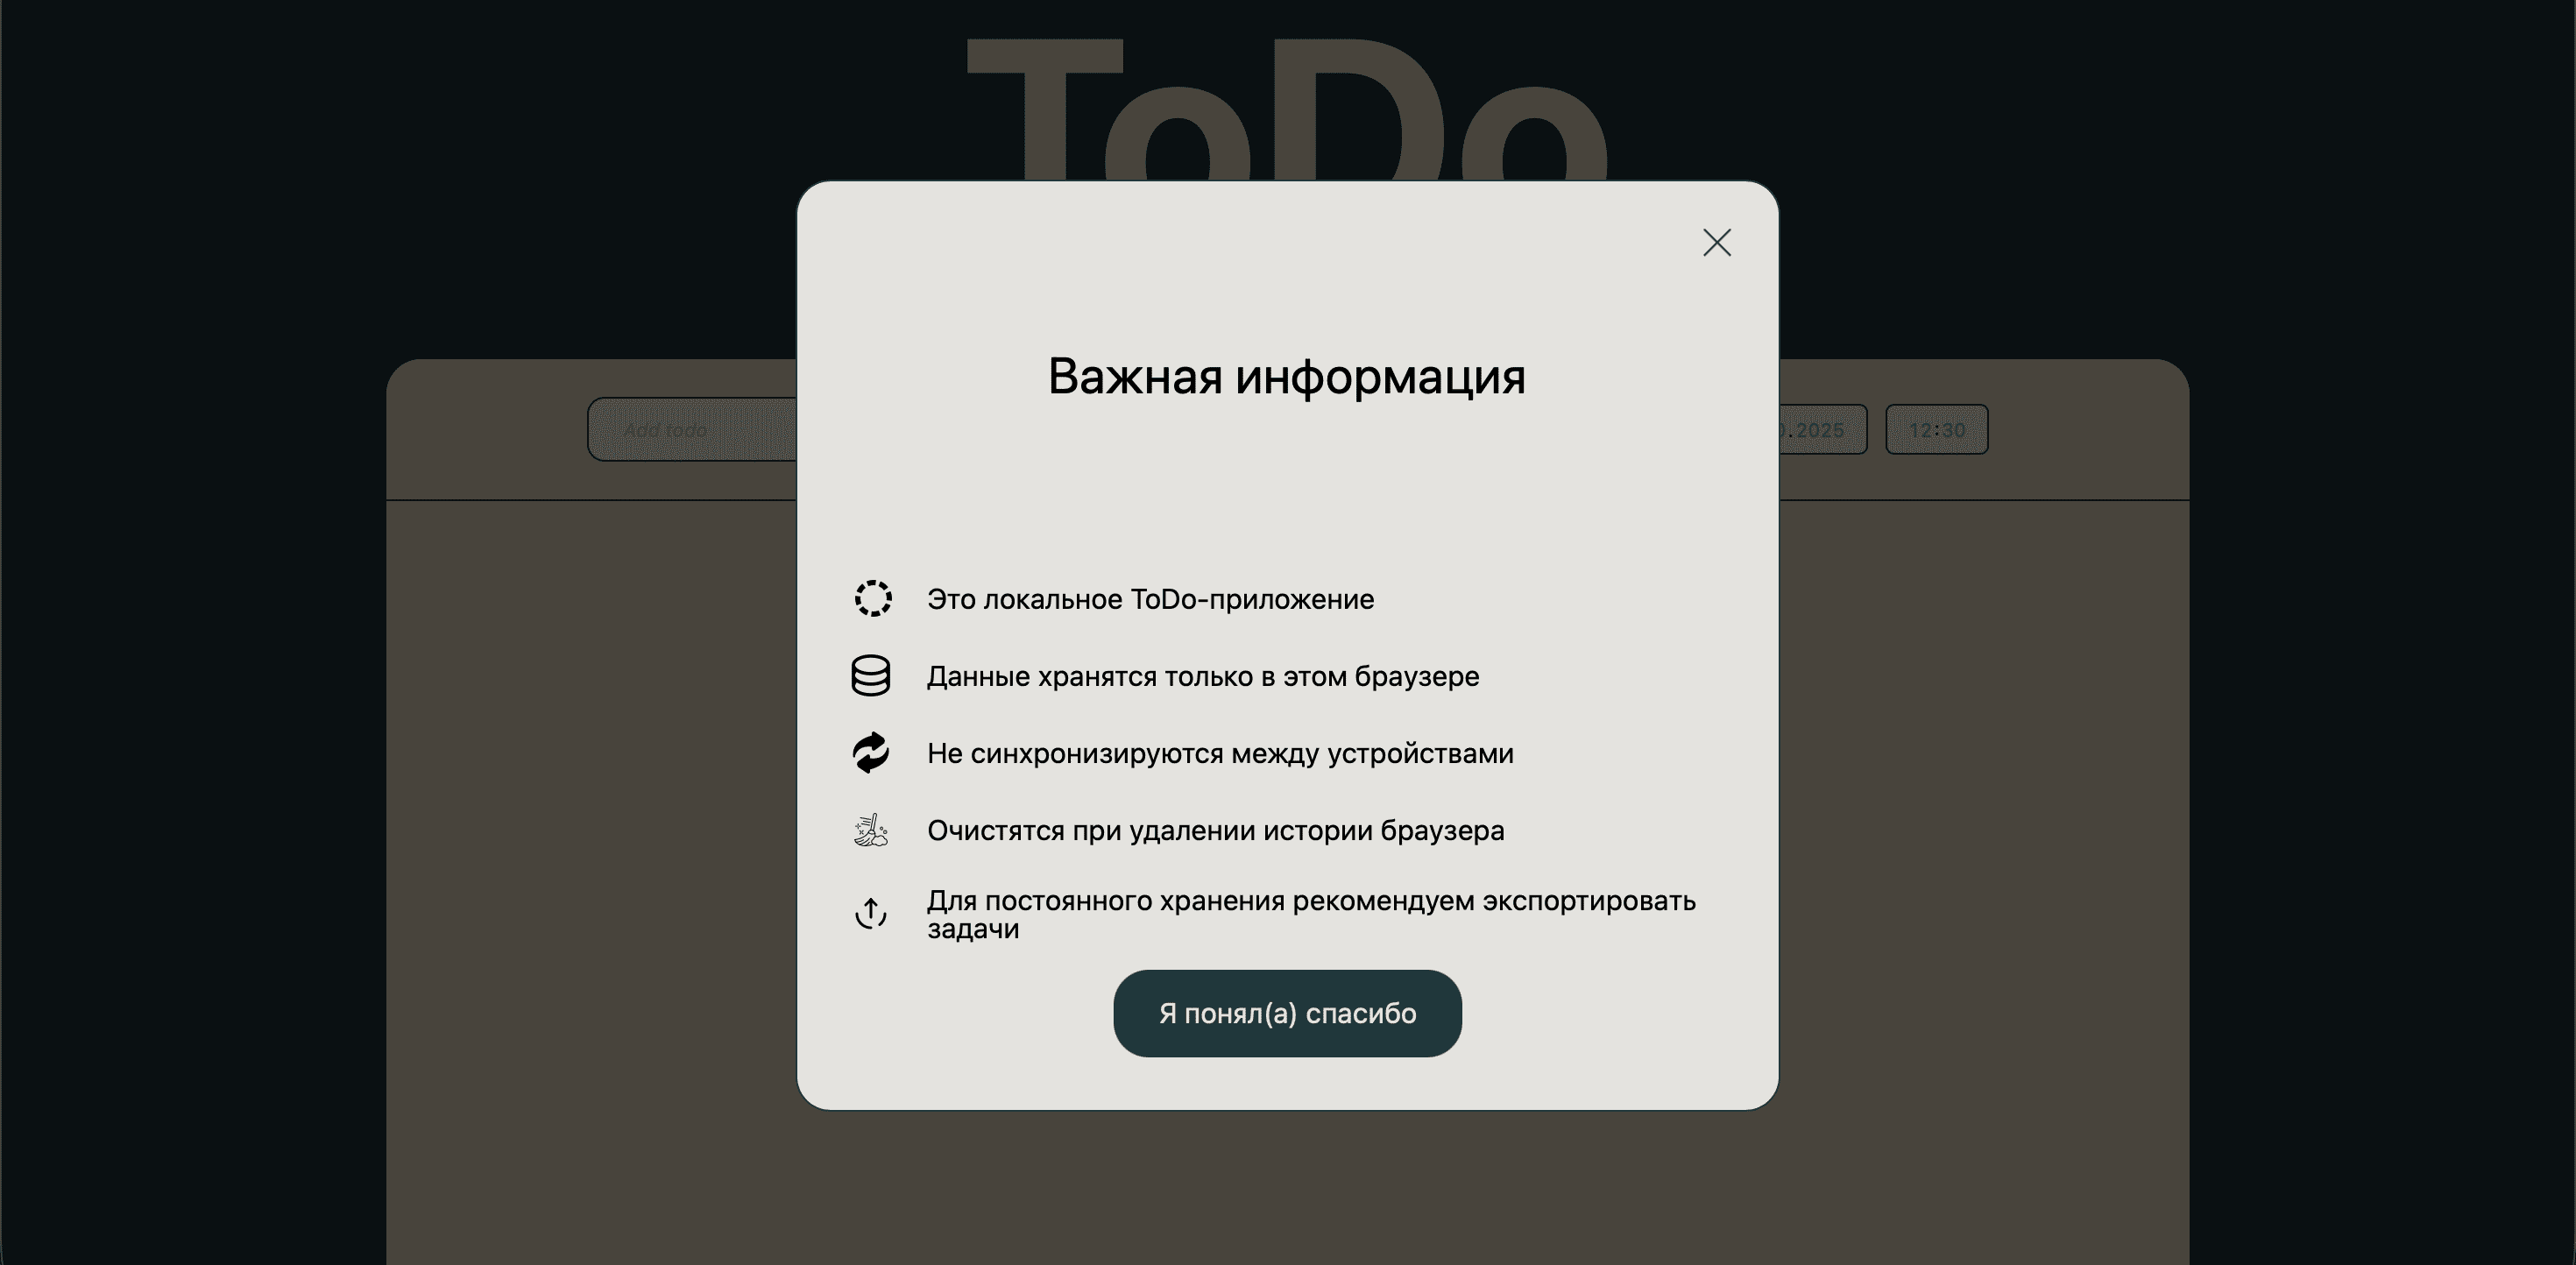 ToDo
Важная информация
Add todo
.2025
12:30
Это локальное ToDo-приложение
Данные хранятся только в этом браузере
Не синхронизируются между устройствами
Очистятся при удалении истории браузера
Для постоянного хранения рекомендуем экспортировать
задачи
Я понял(а) спасибо